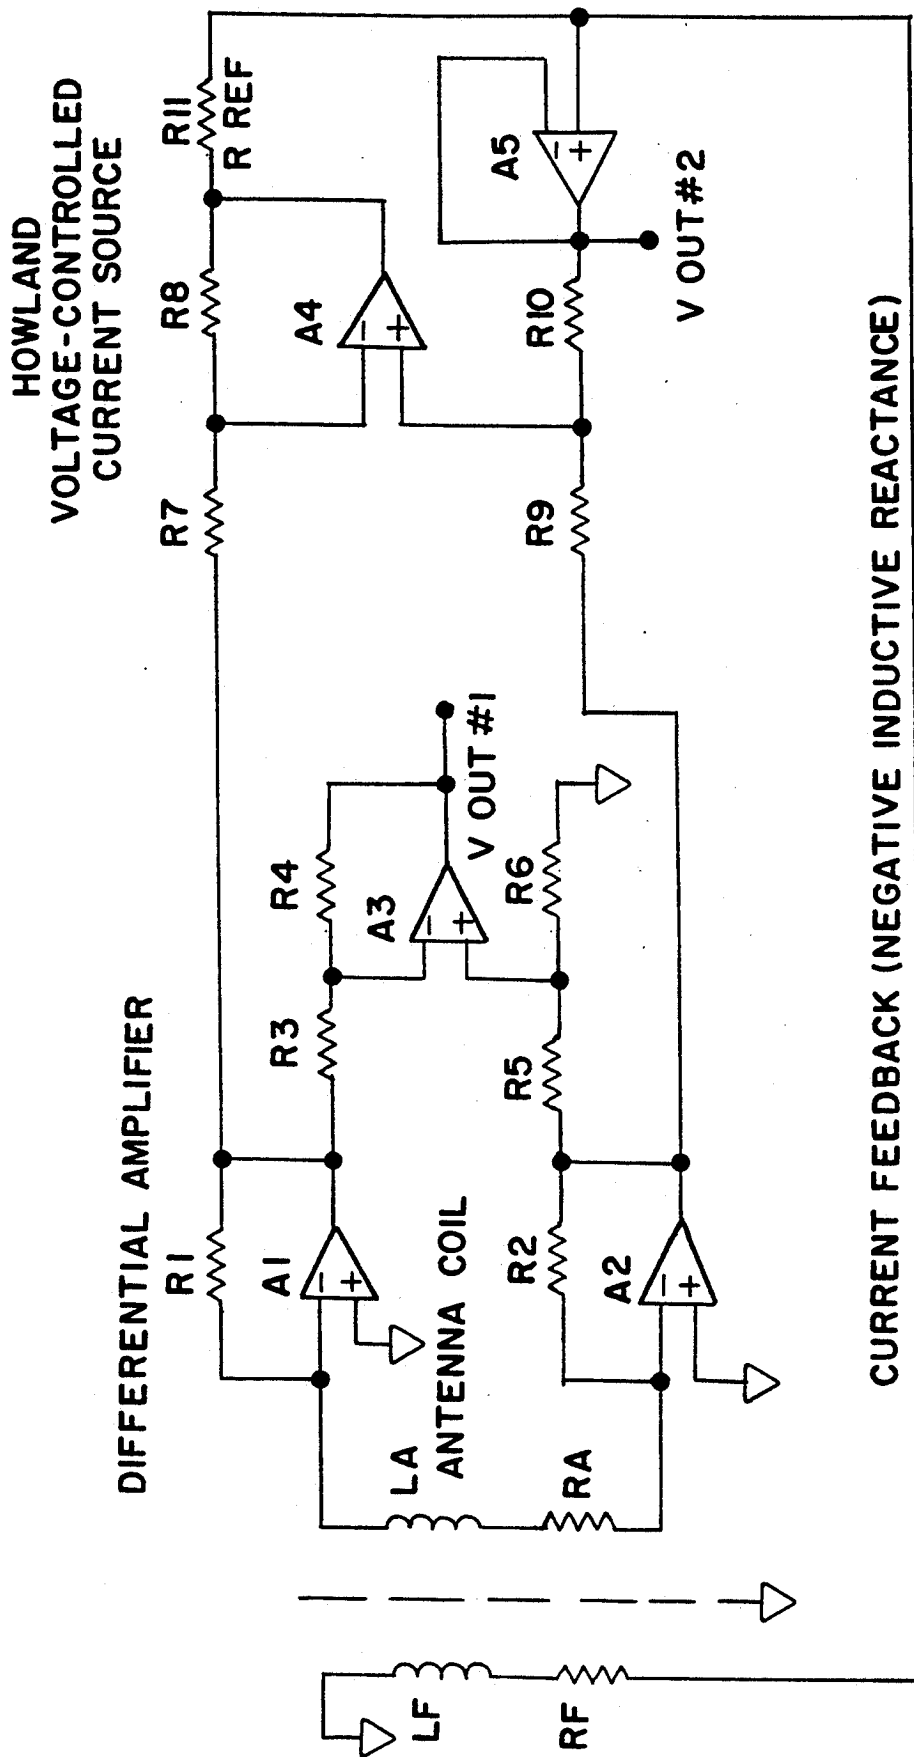 HOWLAND
VOLTAGE-CONTROLLED
CURRENT SOURCE
DIFFERENTIAL AMPLIFIER
R1
R7
R8
R11
R REF
A1
R3
R4
A4
A3
V OUT #1
A5
LA
ANTENNA COIL
RA
R2
R5
R6
R9
R10
V OUT #2
A2
LF
RF
CURRENT FEEDBACK (NEGATIVE INDUCTIVE REACTANCE)